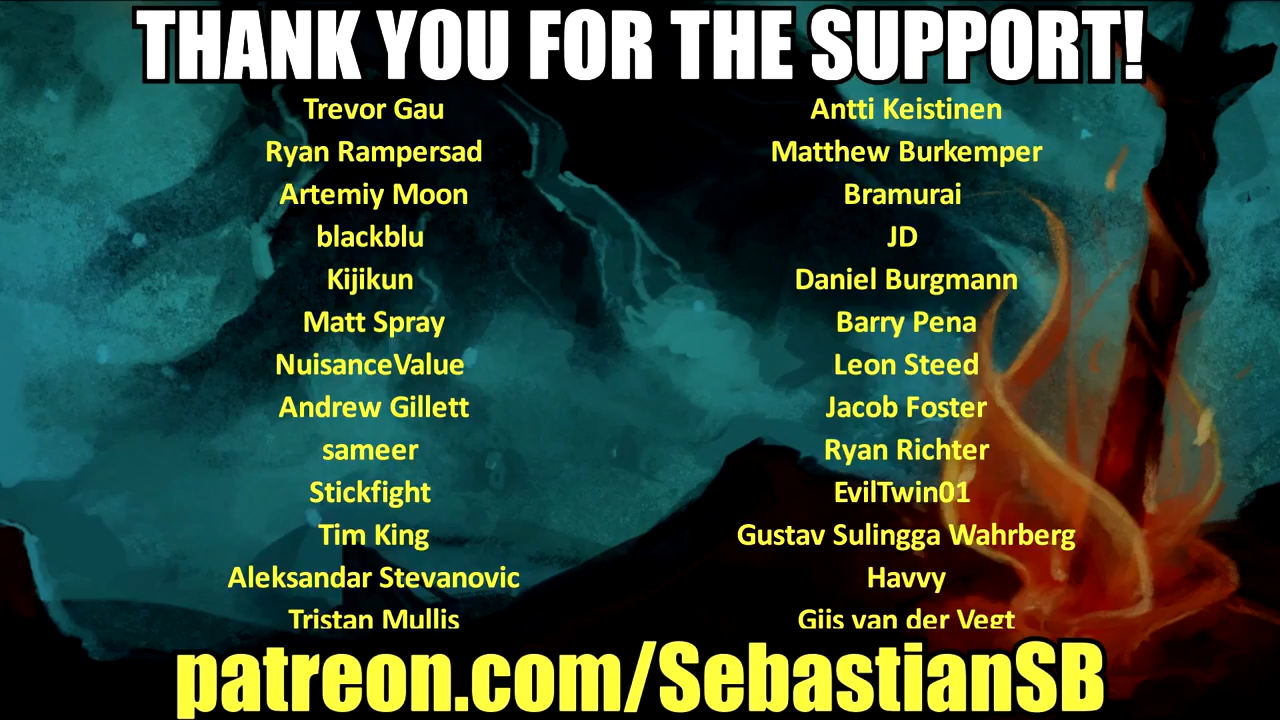 THANK YOU FOR THE SUPPORT!
Trevor Gau
Ryan Rampersad
Artemiy Moon
blackblu
Kijikun
Matt Spray
NuisanceValue
Andrew Gillett
sameer
Stickfight
Tim King
Aleksandar Stevanovic
Tristan Mullis
Antti Keistinen
Matthew Burkemper
Bramurai
JD
Daniel Burgmann
Barry Pena
Leon Steed
Jacob Foster
Ryan Richter
EvilTwin01
Gustav Sulingga Wahrberg
Havvy
Gijs van der Vegt
patreon.com/SebastianSB